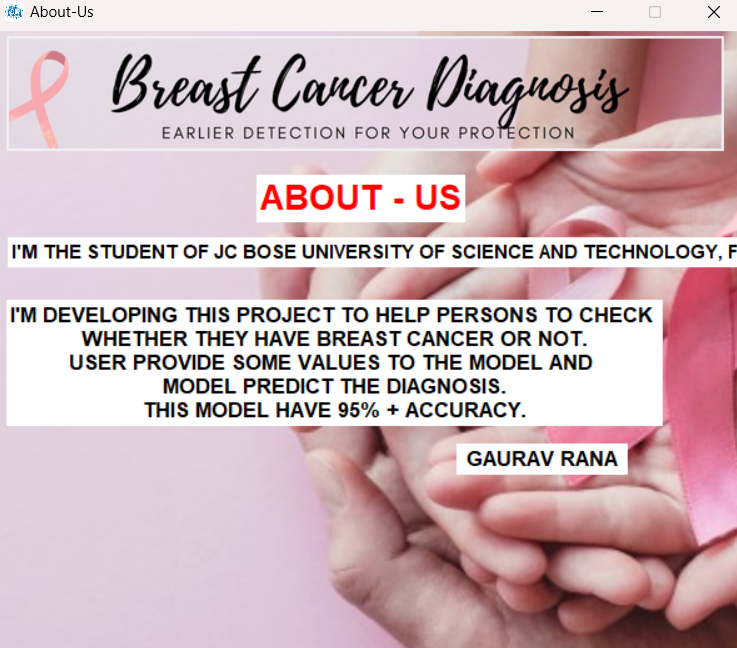 About-Us
Breast Cancer Diagnosis
EARLIER DETECTION FOR YOUR PROTECTION
ABOUT - US
I'M THE STUDENT OF JC BOSE UNIVERSITY OF SCIENCE AND TECHNOLOGY, F
I'M DEVELOPING THIS PROJECT TO HELP PERSONS TO CHECK
WHETHER THEY HAVE BREAST CANCER OR NOT.
USER PROVIDE SOME VALUES TO THE MODEL AND
MODEL PREDICT THE DIAGNOSIS.
THIS MODEL HAVE 95% + ACCURACY.
GAURAV RANA